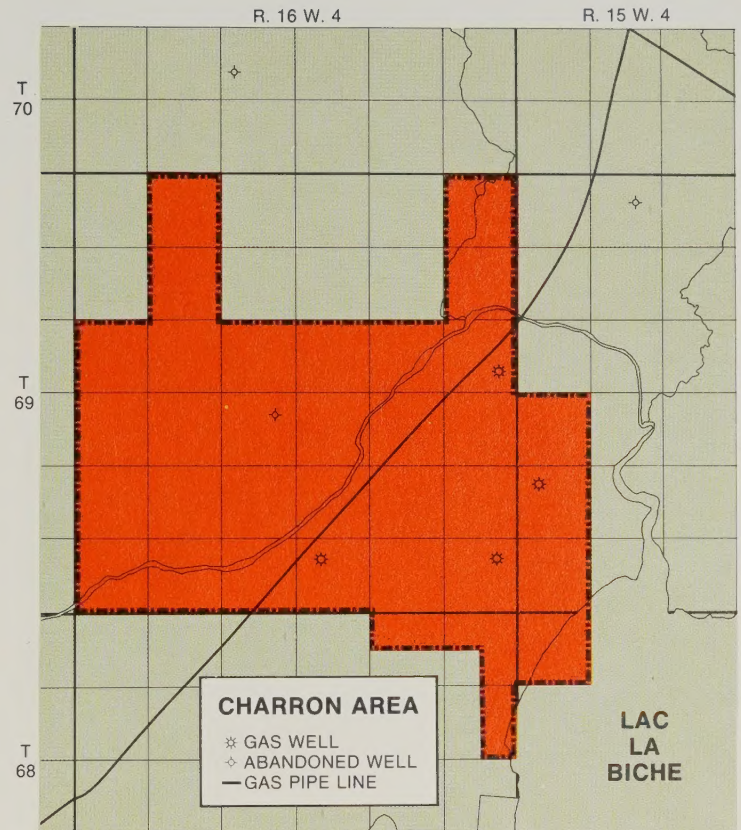 R. 16 W. 4
R. 15 W. 4
T
70
T
69
T
68
CHARRON AREA
GAS WELL
ABANDONED WELL
GAS PIPE LINE
LAC
LA
BICHE